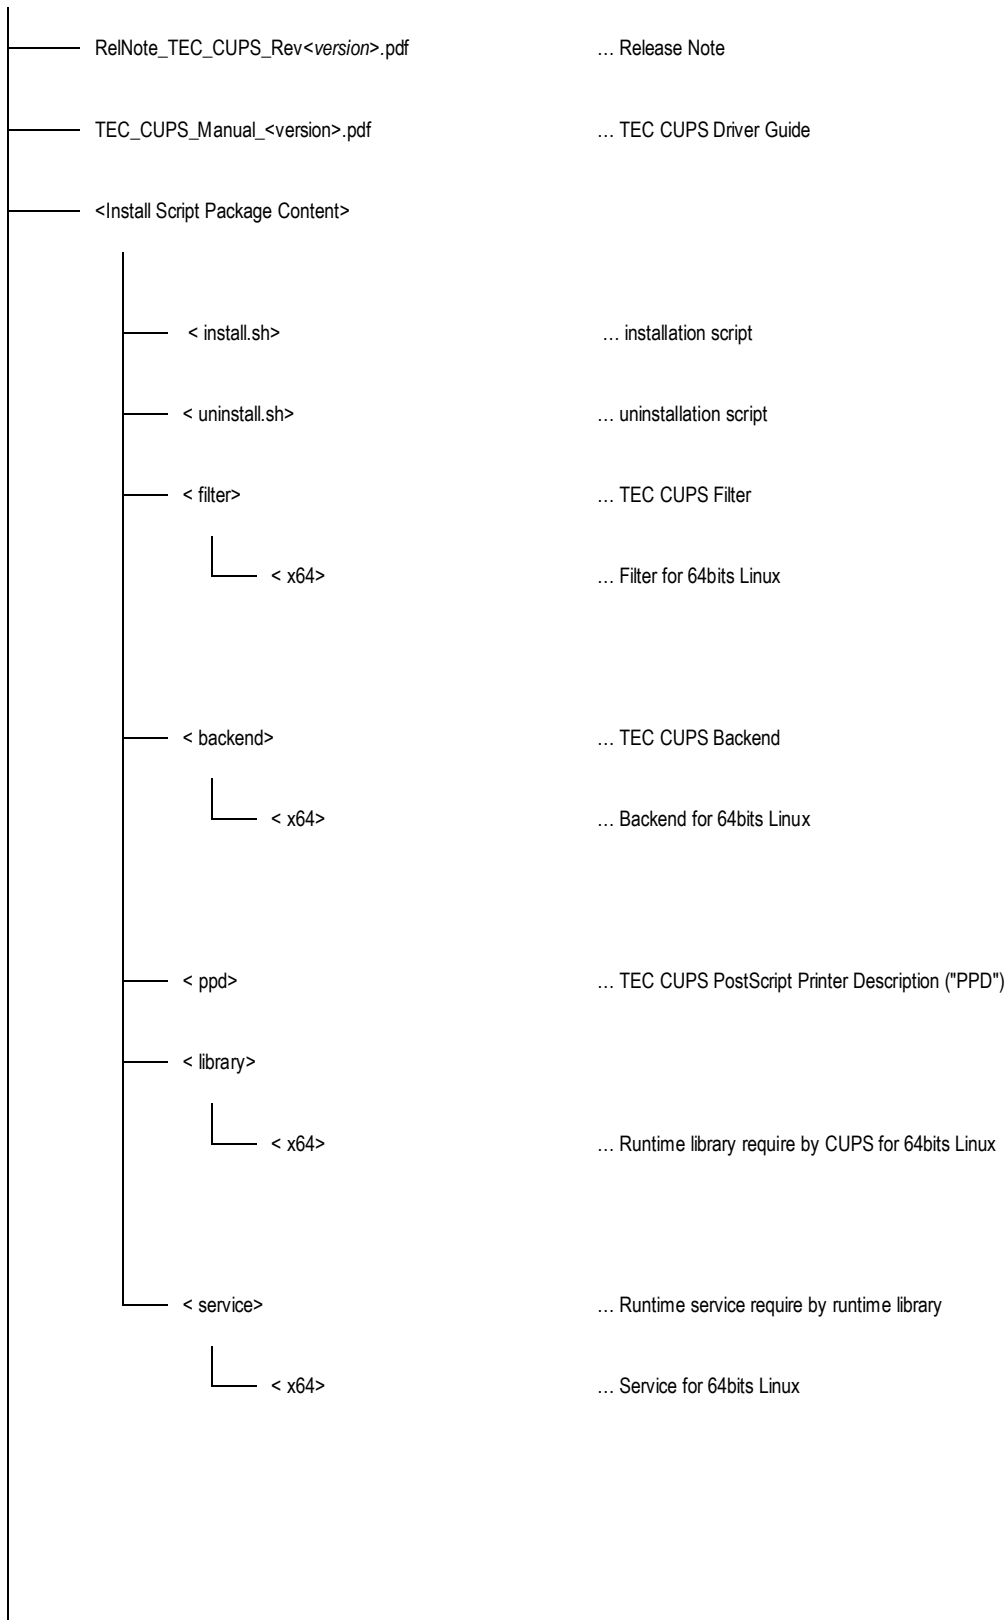 RelNote_TEC_CUPS_Rev<version>.pdf … Release Note
TEC_CUPS_Manual_<version>.pdf … TEC CUPS Driver Guide
<Install Script Package Content>
< install.sh> … installation script
< uninstall.sh> … uninstallation script
< filter> … TEC CUPS Filter
< x64> … Filter for 64bits Linux
< backend> … TEC CUPS Backend
< x64> … Backend for 64bits Linux
< ppd> … TEC CUPS PostScript Printer Description ("PPD")
< library>
< x64> … Runtime library require by CUPS for 64bits Linux
< service> … Runtime service require by runtime library
< x64> … Service for 64bits Linux